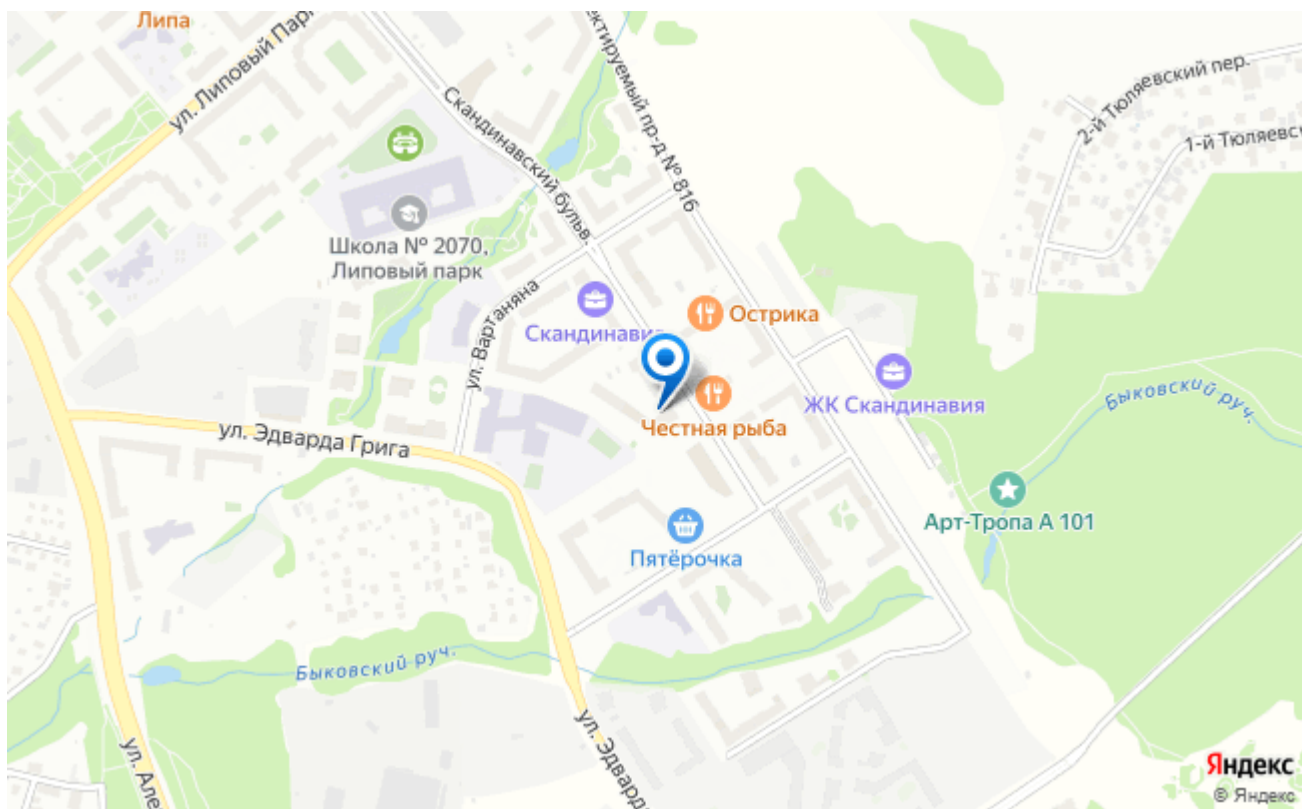 Липа
ул. Липовый Парк
Скандинавский бульв.
ектируемый пр-д № 816
2-й Тюляевский пер.
1-й Тюляевс
Школа № 2070,
Липовый парк
ул. Вартаняна
Скандинавия
Острика
Честная рыба
ЖК Скандинавия
Быковский руч.
ул. Эдварда Грига
Арт-Тропа А 101
Пятёрочка
Быковский руч.
ул. Эдвард
ул. Але
Яндекс
© Яндекс